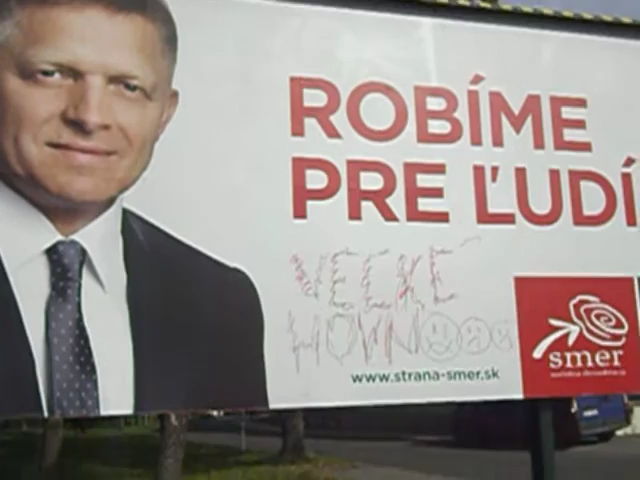 ROBÍME
PRE ĽUDÍ
VEĽKÉ
HOVNO
www.strana-smer.sk
smer